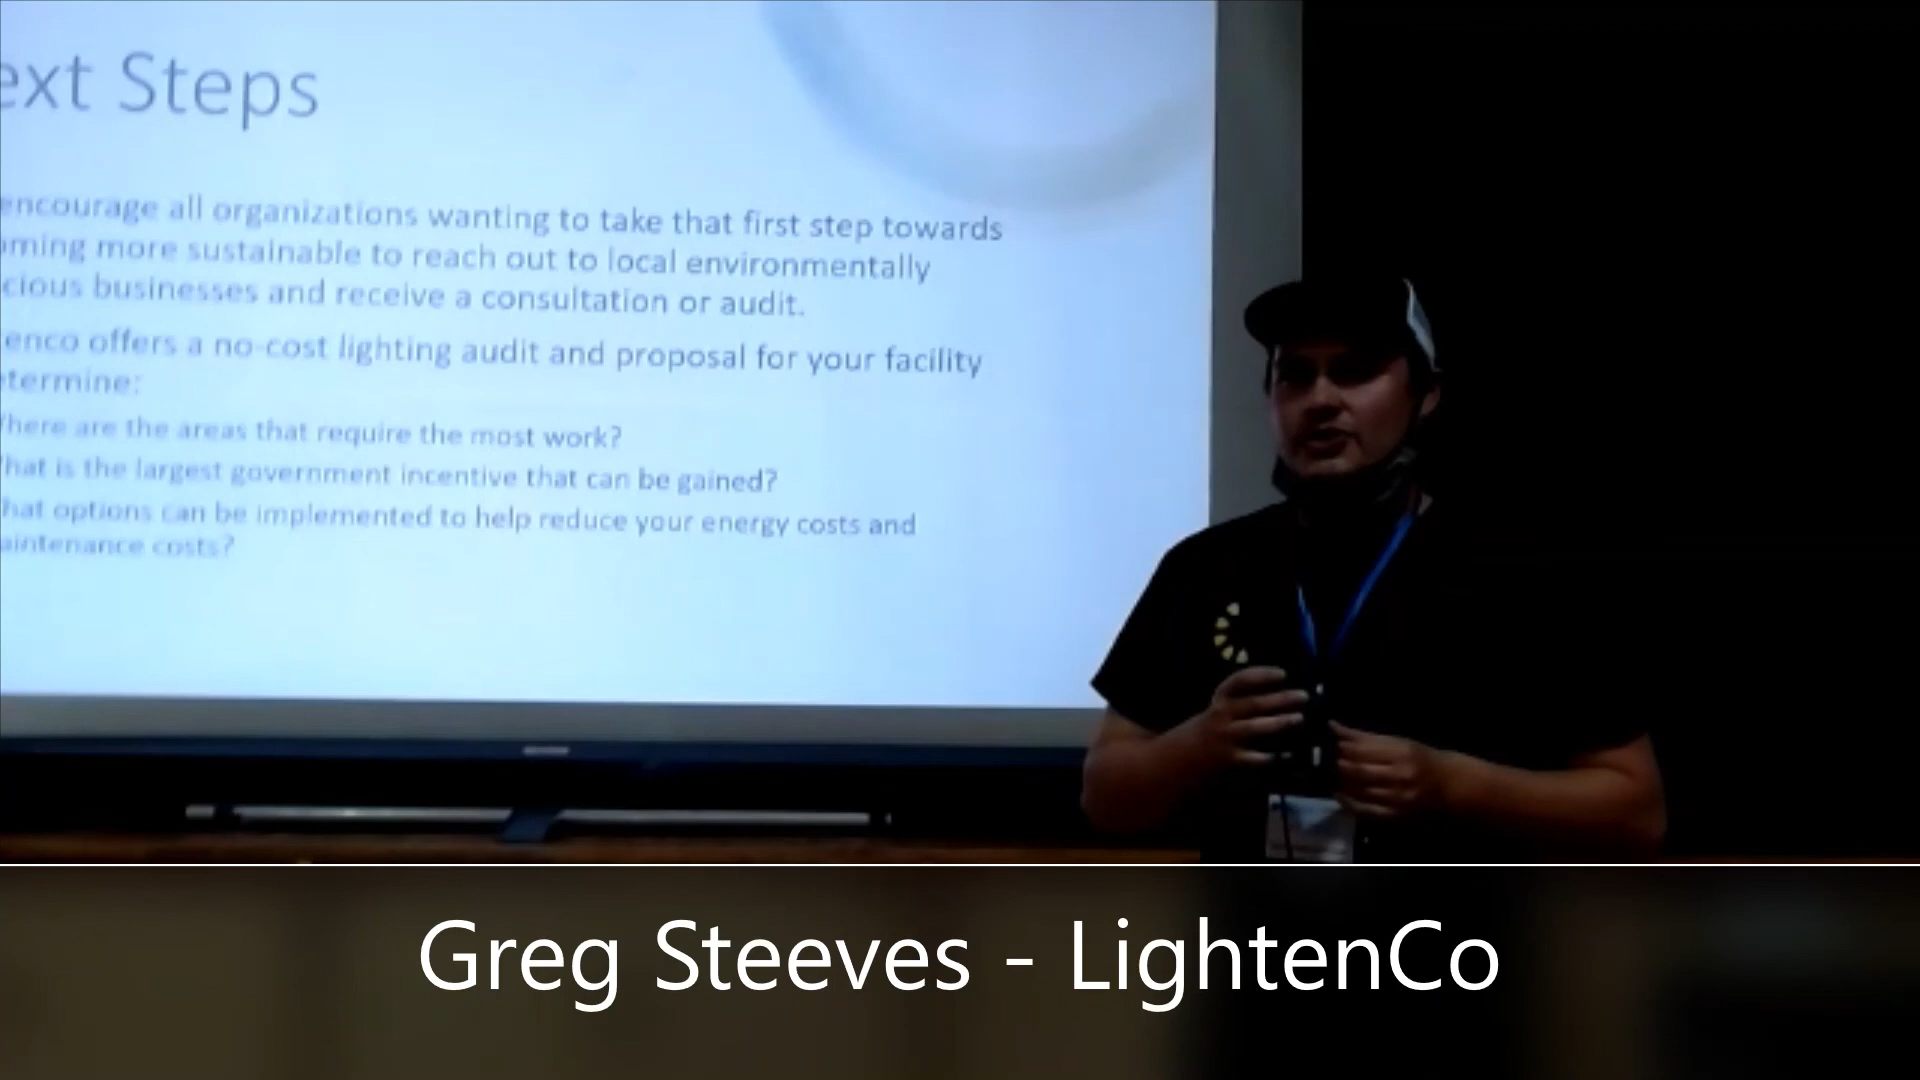 ext Steps
encourage all organizations wanting to take that first step towards
oming more sustainable to reach out to local environmentally
cious businesses and receive a consultation or audit.
enco offers a no-cost lighting audit and proposal for your facility
etermine:
here are the areas that require the most work?
hat is the largest government incentive that can be gained?
hat options can be implemented to help reduce your energy costs and
aintenance costs?
Greg Steeves - LightenCo